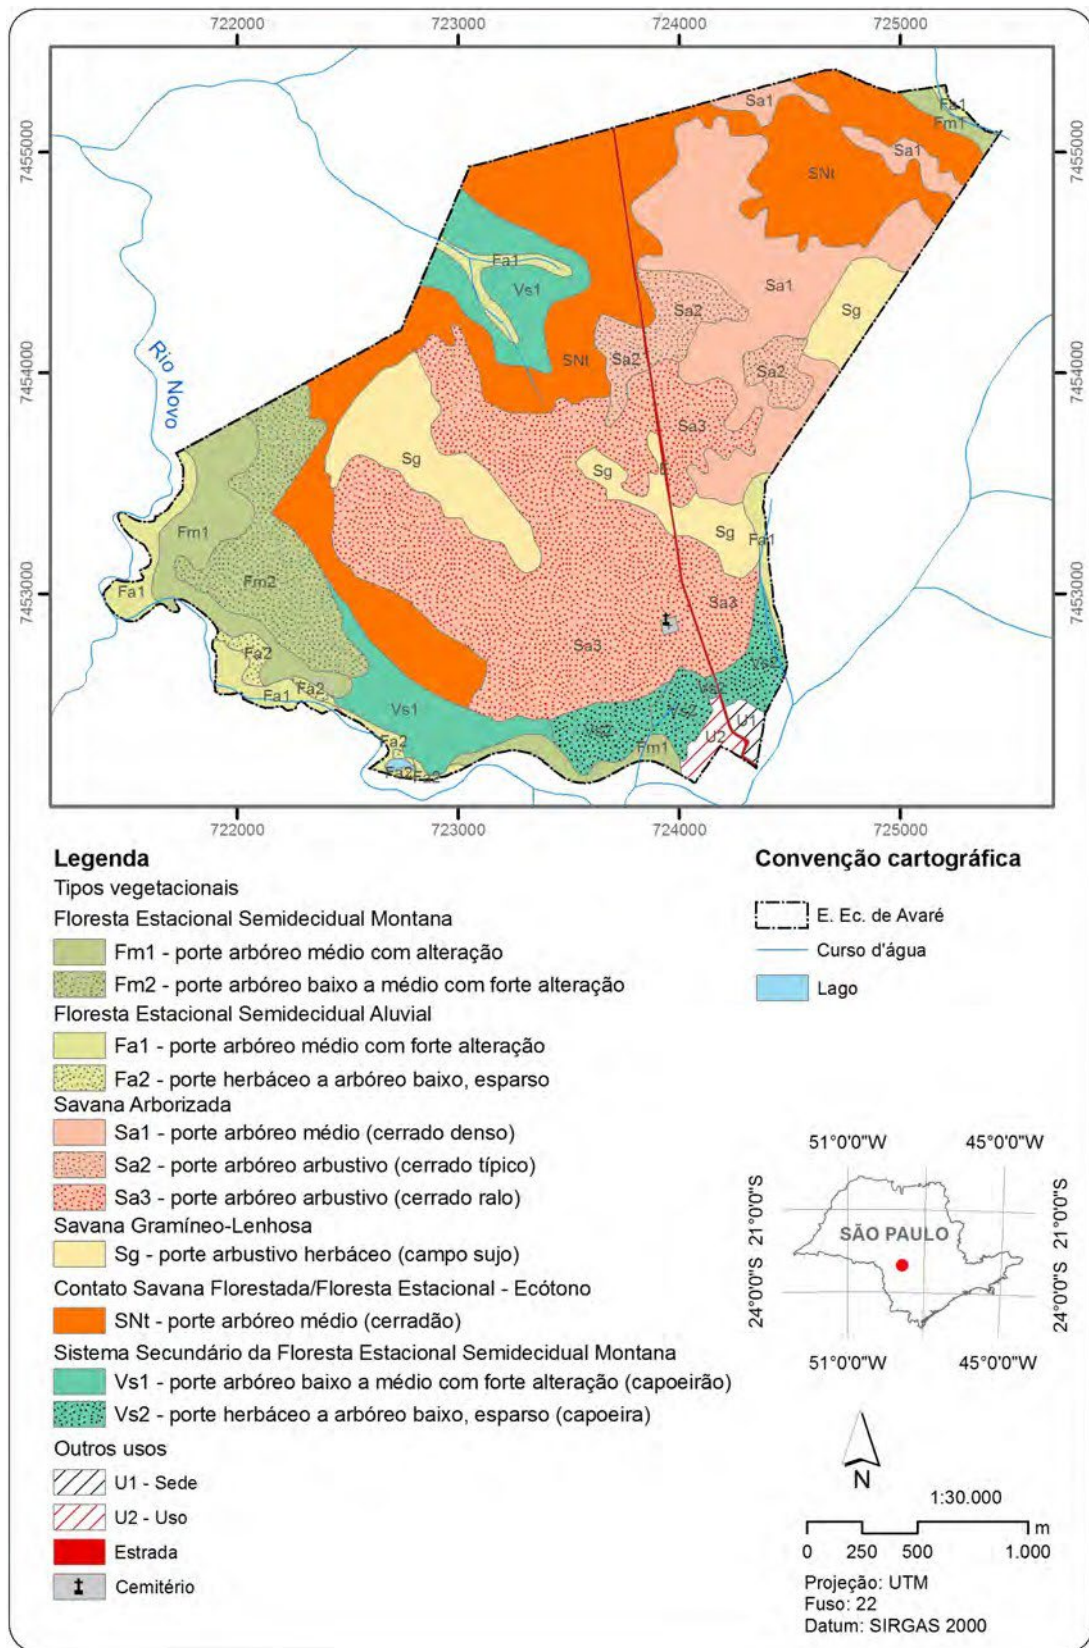 722000 723000 724000 725000
7455000 7455000
7454000 7454000
7453000 7453000
Rio Novo
Sa1
Fa1
Fm1
Sa1
SNt
Fa1
Vs1
Sa1
Sa2
Sg
SNt
Sa2
Sa2
Sa3
Sg
Sg
Sg
Fa1
Fm1
Fm2
Fa1
Sa3
Sa3
Fa2
Fa2
Fa1
Vs1
Vs2
Vs2
Vs2
Vs2
U1
U2
Fm1
Fa2
Fa2
Fa2
722000 723000 724000 725000
Legenda
Tipos vegetacionais
Floresta Estacional Semidecidual Montana
Fm1 - porte arbóreo médio com alteração
Fm2 - porte arbóreo baixo a médio com forte alteração
Floresta Estacional Semidecidual Aluvial
Fa1 - porte arbóreo médio com forte alteração
Fa2 - porte herbáceo a arbóreo baixo, esparso
Savana Arborizada
Sa1 - porte arbóreo médio (cerrado denso)
Sa2 - porte arbóreo arbustivo (cerrado típico)
Sa3 - porte arbóreo arbustivo (cerrado ralo)
Savana Gramíneo-Lenhosa
Sg - porte arbustivo herbáceo (campo sujo)
Contato Savana Florestada/Floresta Estacional - Ecótono
SNt - porte arbóreo médio (cerradão)
Sistema Secundário da Floresta Estacional Semidecidual Montana
Vs1 - porte arbóreo baixo a médio com forte alteração (capoeirão)
Vs2 - porte herbáceo a arbóreo baixo, esparso (capoeira)
Outros usos
U1 - Sede
U2 - Uso
Estrada
Cemitério
Convenção cartográfica
E. Ec. de Avaré
Curso d'água
Lago
51°0'0"W 45°0'0"W
21°0'0"S 21°0'0"S
SÃO PAULO
24°0'0"S 24°0'0"S
51°0'0"W 45°0'0"W
N
1:30.000
m
0 250 500 1.000
Projeção: UTM
Fuso: 22
Datum: SIRGAS 2000